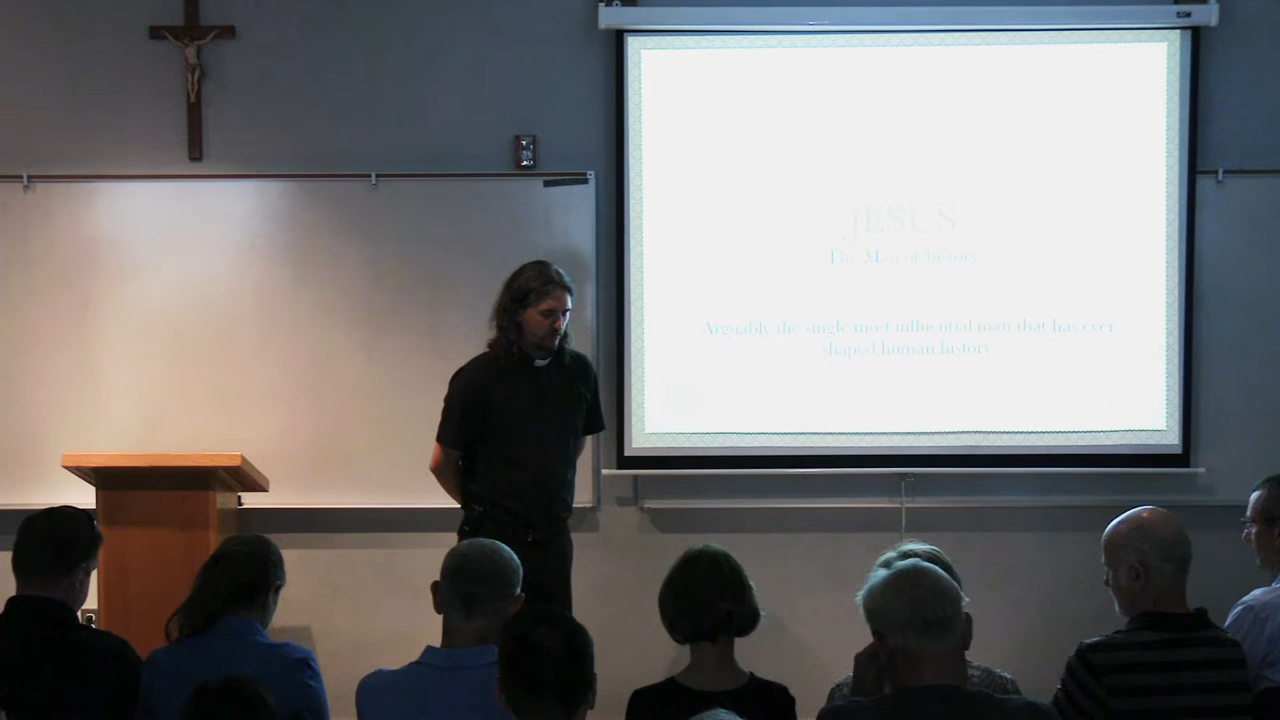 JESUS
The Man of history
Arguably the single most influential man that has ever
shaped human history